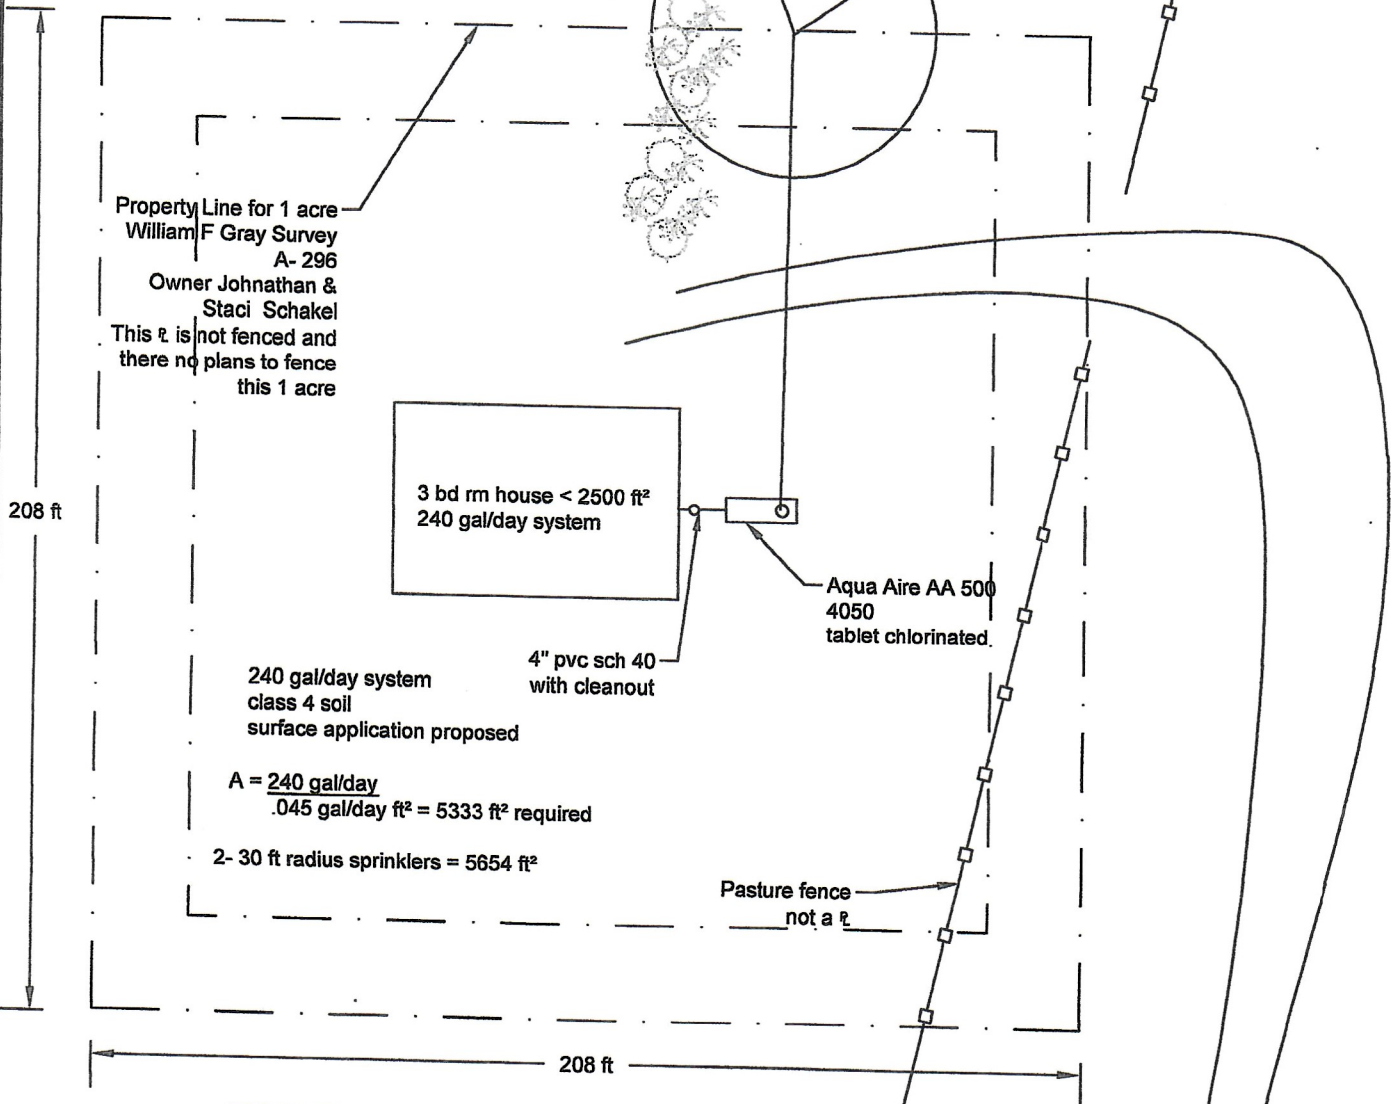 Property Line for 1 acre
William F Gray Survey
A- 296
Owner Johnathan &
Staci Schakel
This ℄ is not fenced and
there no plans to fence
this 1 acre
208 ft
3 bd rm house < 2500 ft²
240 gal/day system
Aqua Aire AA 500
4050
tablet chlorinated
4" pvc sch 40
with cleanout
240 gal/day system
class 4 soil
surface application proposed
A = 240 gal/day
.045 gal/day ft² = 5333 ft² required
2- 30 ft radius sprinklers = 5654 ft²
Pasture fence
not a ℄
208 ft